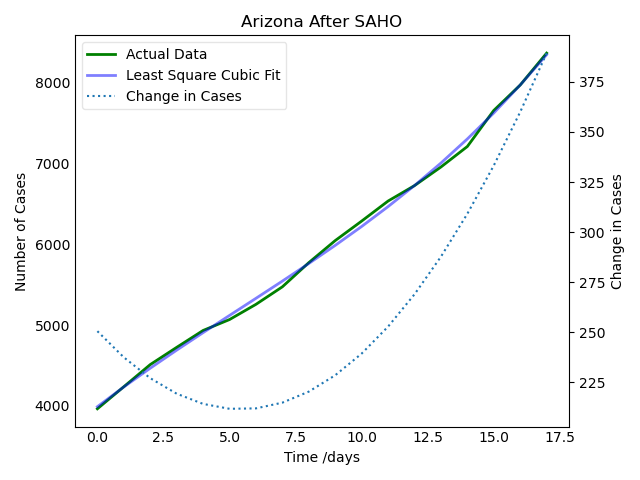 Arizona After SAHO
Actual Data
Least Square Cubic Fit
Change in Cases
8000
7000
6000
5000
4000
Number of Cases
375
350
325
300
275
250
225
Change in Cases
0.0 2.5 5.0 7.5 10.0 12.5 15.0 17.5
Time /days